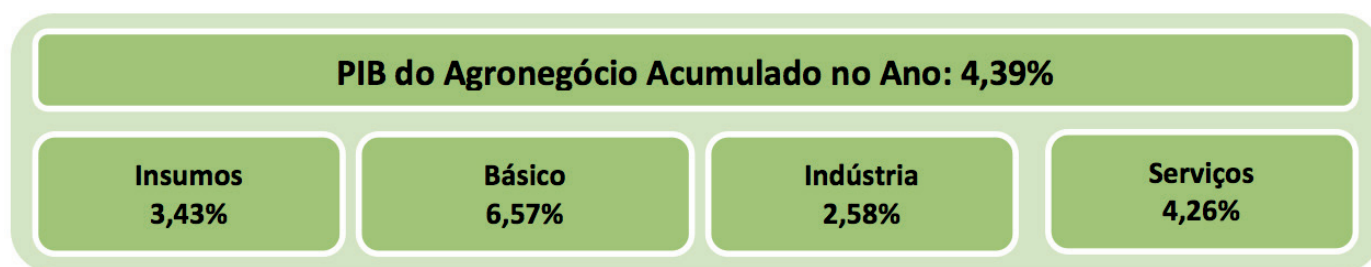 PIB do Agronegócio Acumulado no Ano: 4,39%
Insumos
3,43%
Básico
6,57%
Indústria
2,58%
Serviços
4,26%